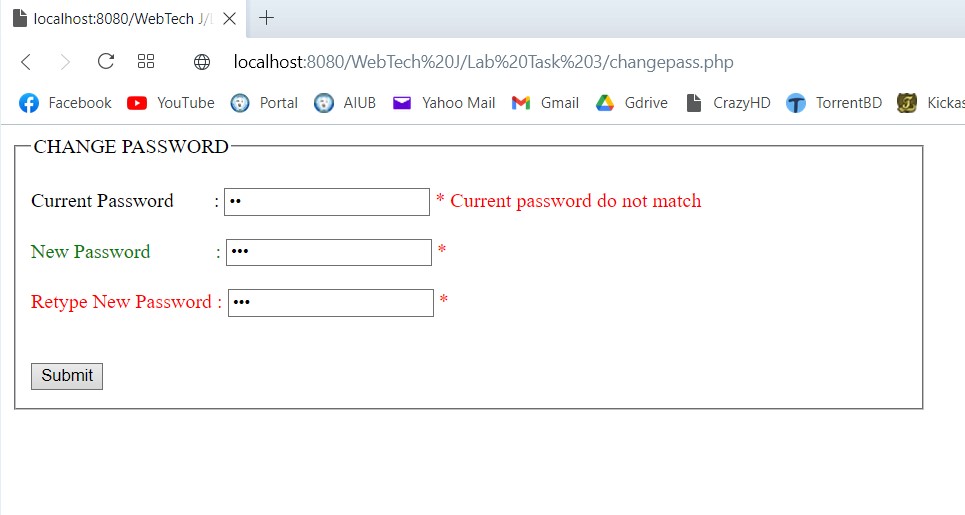 localhost:8080/WebTech J/
localhost:8080/WebTech%20J/Lab%20Task%203/changepass.php
Facebook YouTube Portal AIUB Yahoo Mail Gmail Gdrive CrazyHD TorrentBD Kickas
CHANGE PASSWORD
Current Password : •• * Current password do not match
New Password : ••• *
Retype New Password : ••• *
Submit